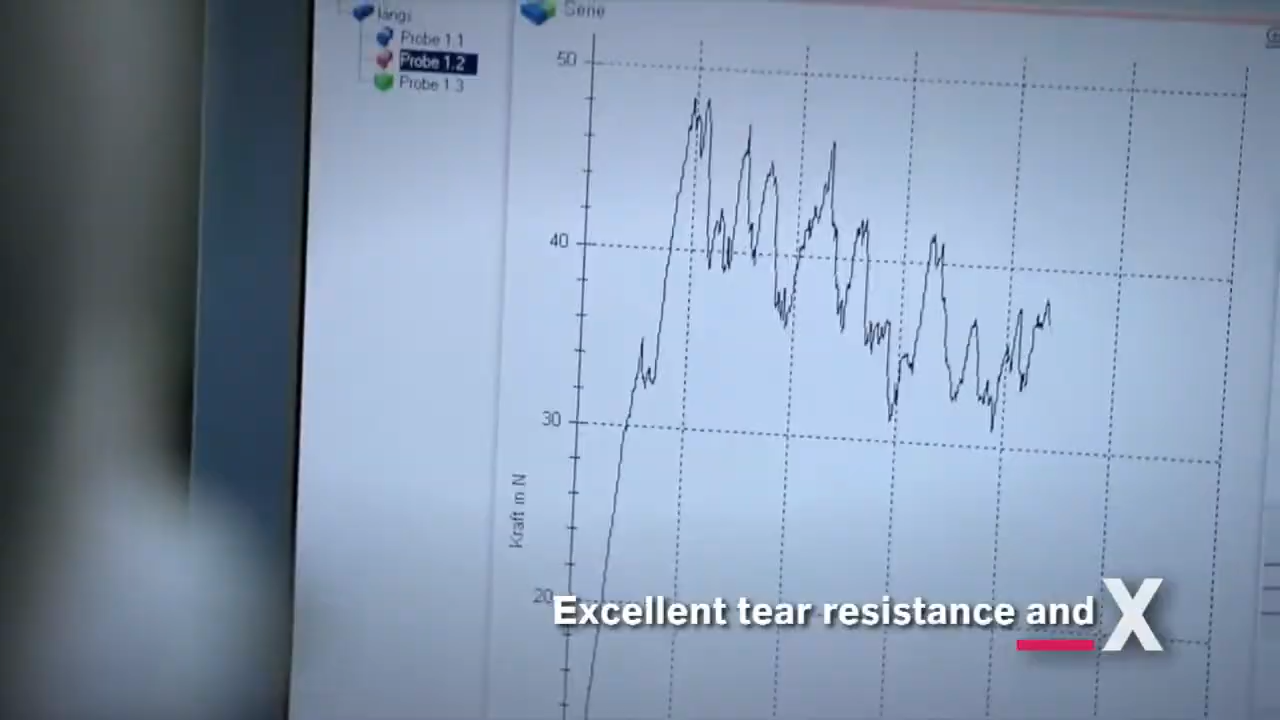 längs
Probe 1.1
Probe 1.2
Probe 1.3
Serie
50
40
30
20
Kraft in N
Excellent tear resistance and X